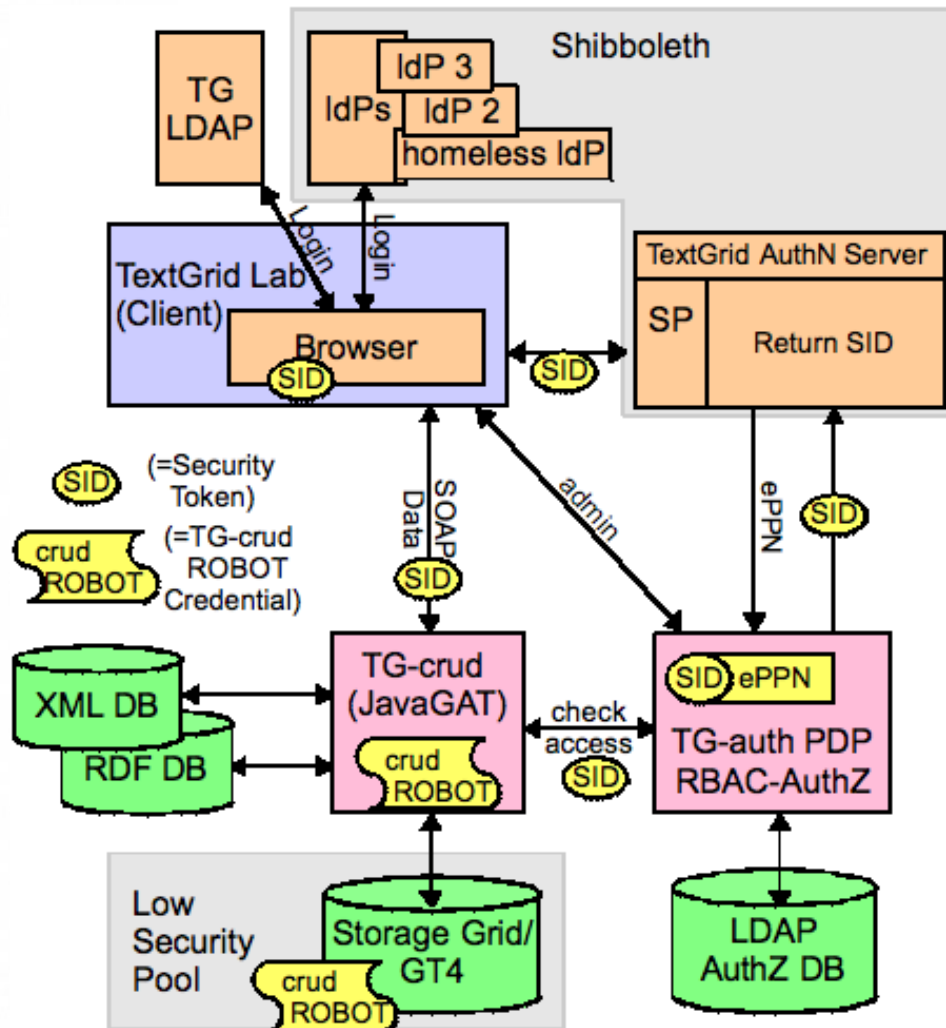 Shibboleth
TG
LDAP
IdPs
IdP 3
IdP 2
homeless IdP
Login
Login
TextGrid Lab
(Client)
Browser
SID
SID
TextGrid AuthN Server
SP
Return SID
SID
(=Security
Token)
crud
ROBOT
(=TG-crud
ROBOT
Credential)
SOAP
Data
SID
admin
ePPN
SID
XML DB
RDF DB
TG-crud
(JavaGAT)
crud
ROBOT
check
access
SID
SID
ePPN
TG-auth PDP
RBAC-AuthZ
Low
Security
Pool
Storage Grid/
GT4
crud
ROBOT
LDAP
AuthZ DB